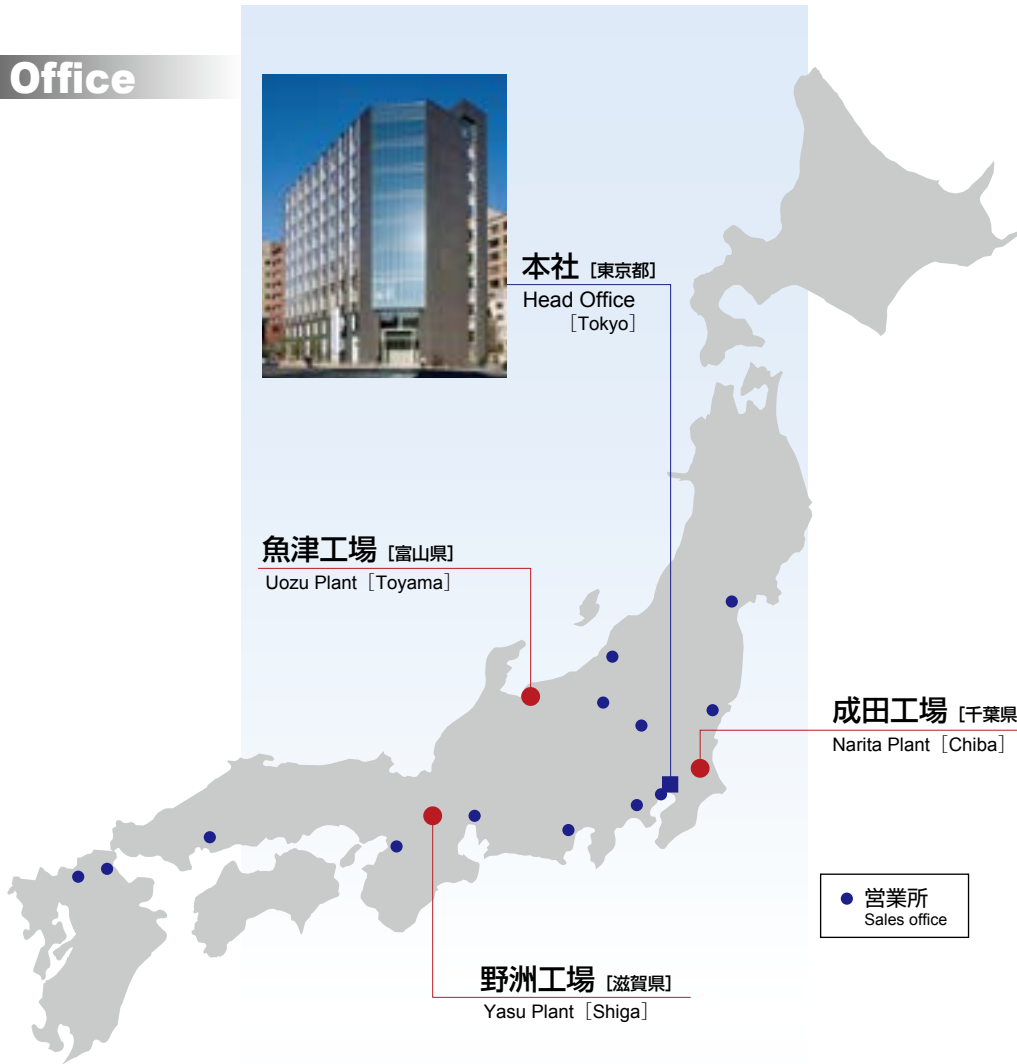 Office
本社 [東京都]
Head Office
[Tokyo]
魚津工場 [富山県]
Uozu Plant [Toyama]
成田工場 [千葉県
Narita Plant [Chiba]
営業所
Sales office
野洲工場 [滋賀県]
Yasu Plant [Shiga]